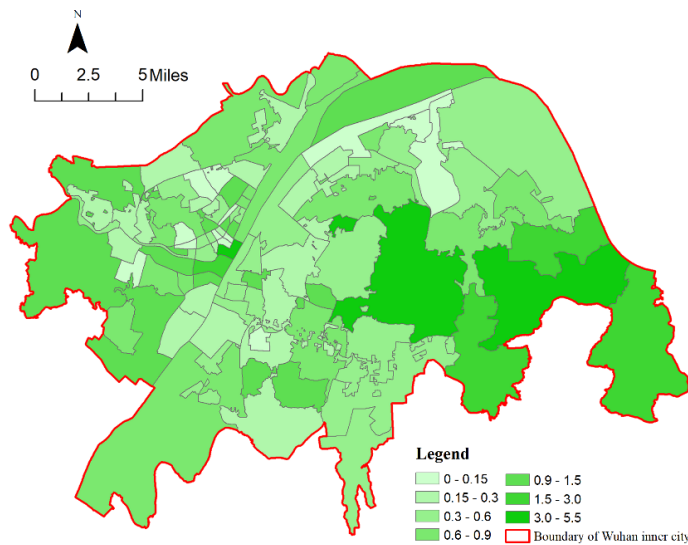 N
0 2.5 5 Miles
Legend
0 - 0.15
0.15 - 0.3
0.3 - 0.6
0.6 - 0.9
0.9 - 1.5
1.5 - 3.0
3.0 - 5.5
Boundary of Wuhan inner city